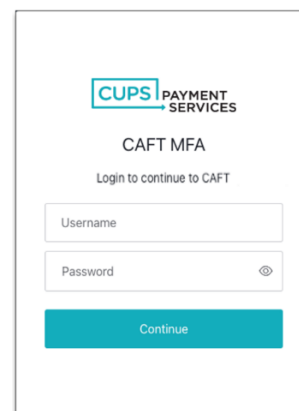 CUPS PAYMENT
SERVICES
CAFT MFA
Login to continue to CAFT
Username
Password
Continue